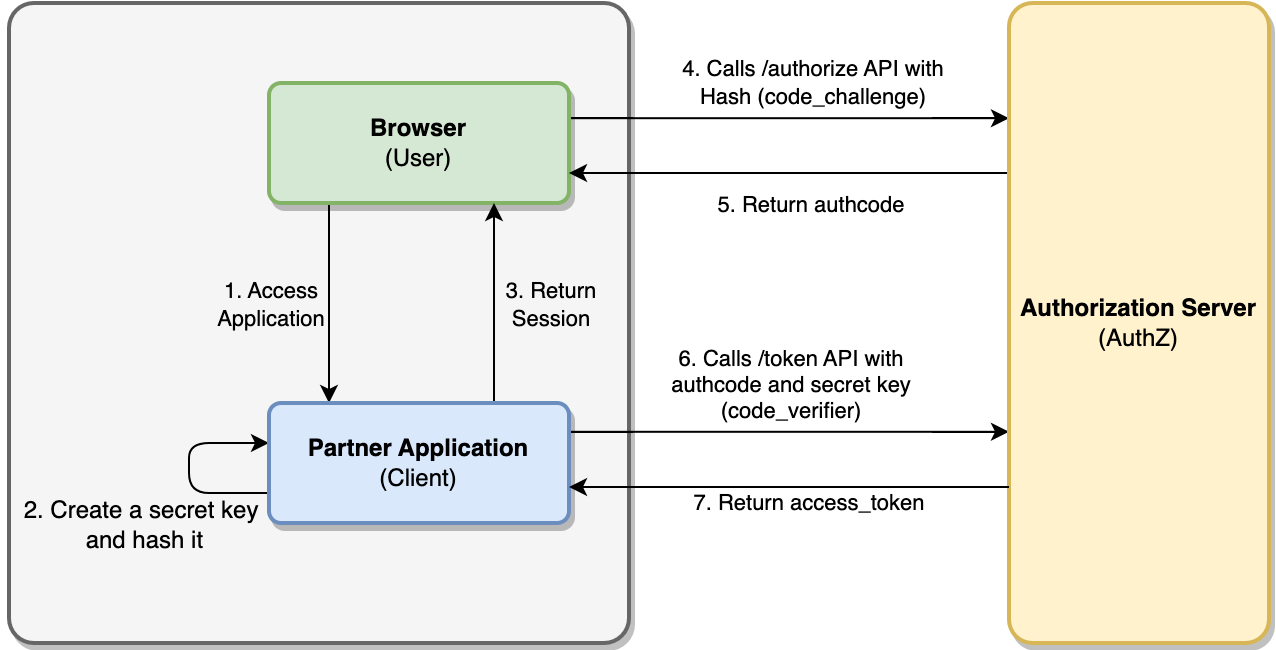 4. Calls /authorize API with
Hash (code_challenge)
Browser
(User)
5. Return authcode
1. Access
Application
3. Return
Session
Authorization Server
(AuthZ)
6. Calls /token API with
authcode and secret key
(code_verifier)
Partner Application
(Client)
7. Return access_token
2. Create a secret key
and hash it